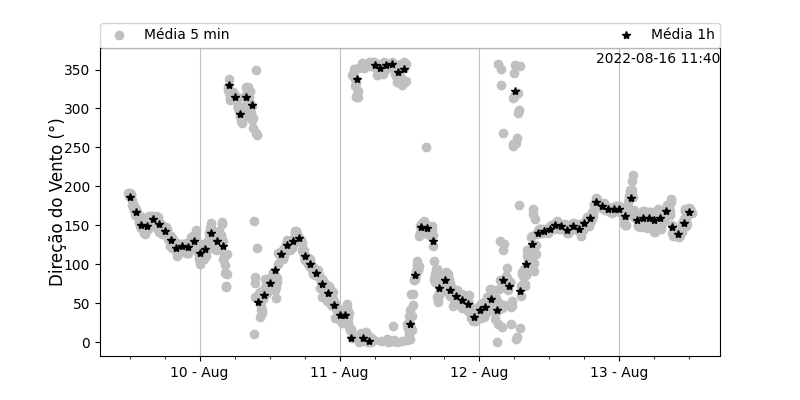 Média 5 min
Média 1h
2022-08-16 11:40
Direção do Vento (°)
350
300
250
200
150
100
50
0
10 - Aug
11 - Aug
12 - Aug
13 - Aug